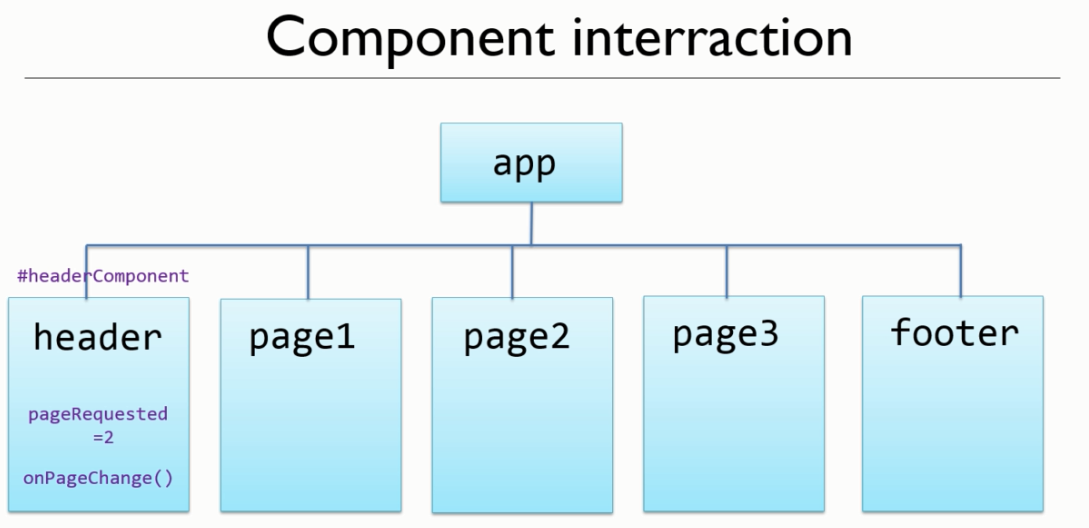 Component interraction
app
#headerComponent
header
page1
page2
page3
footer
pageRequested
=2
onPageChange()